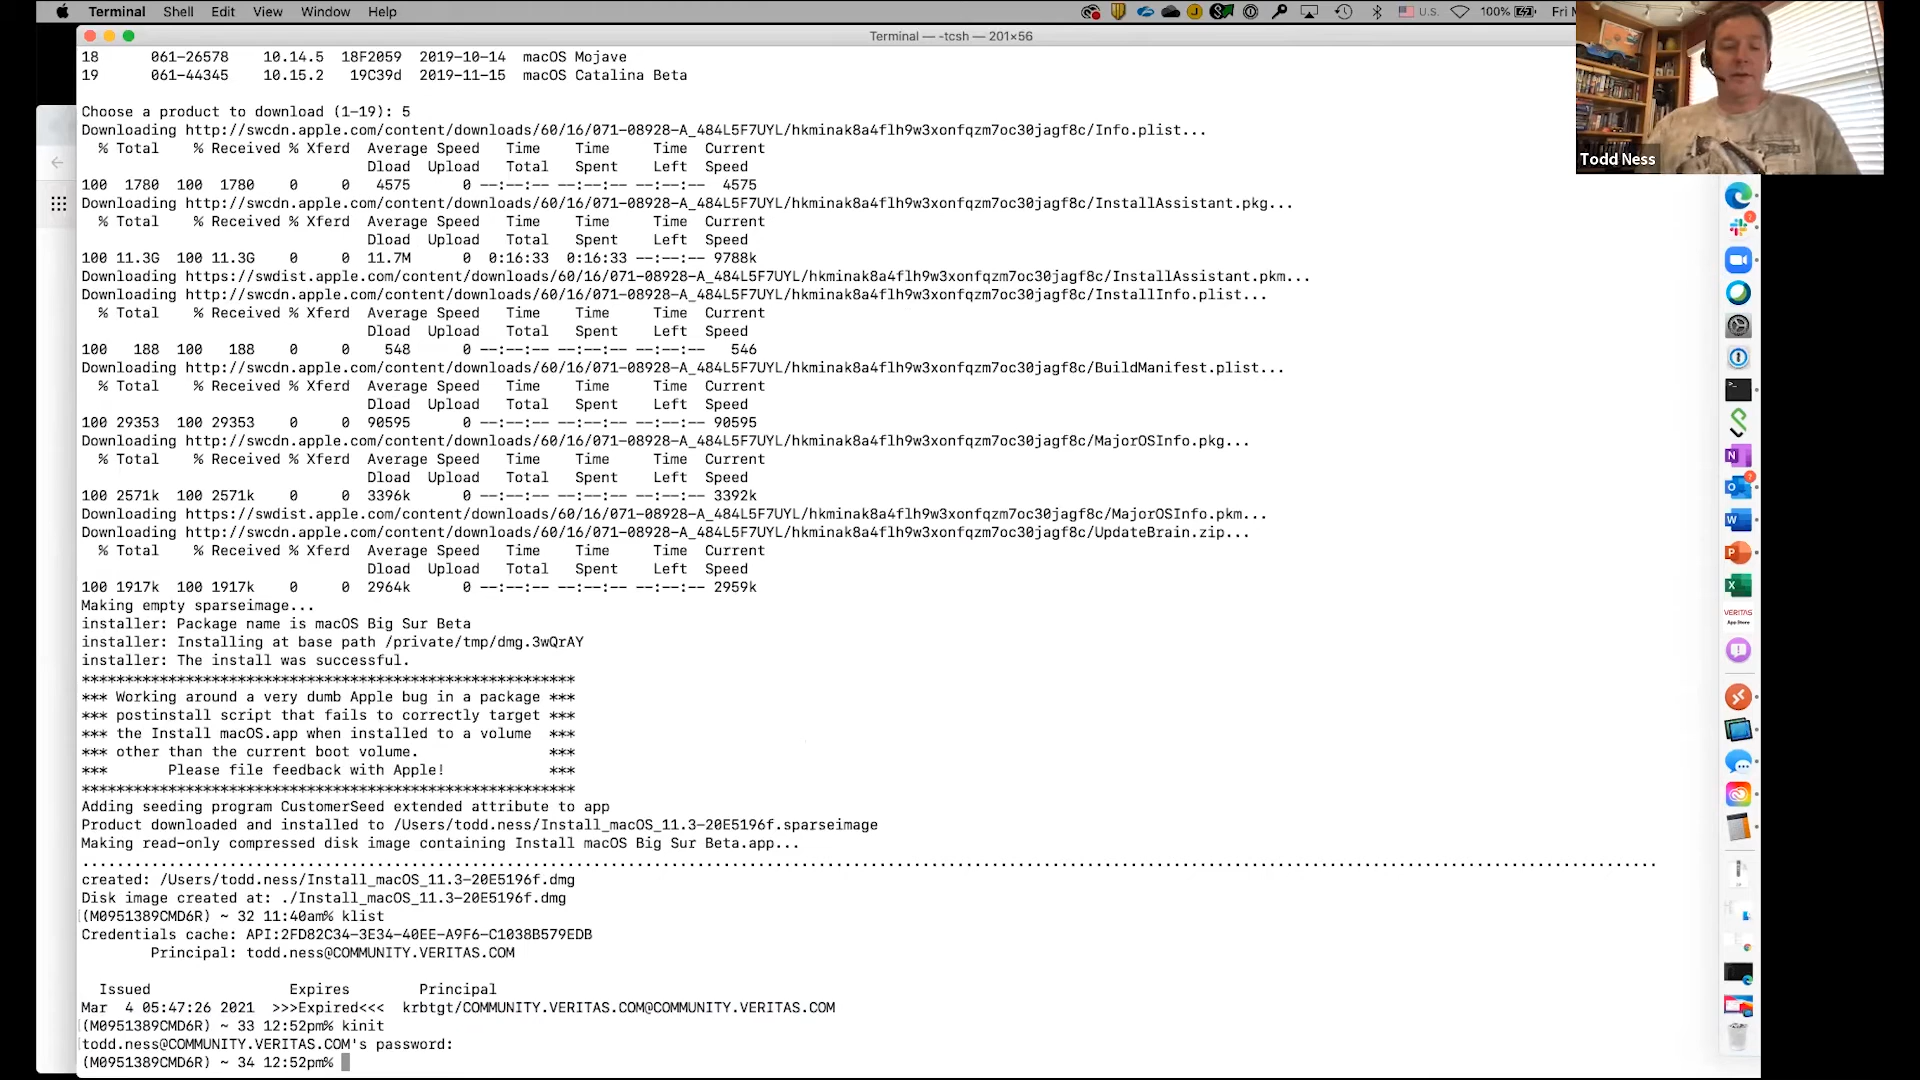 Terminal Shell Edit View Window Help U.S. 100% Fri M
Terminal — -tcsh — 201×56
18 061-26578 10.14.5 18F2059 2019-10-14 macOS Mojave
19 061-44345 10.15.2 19C39d 2019-11-15 macOS Catalina Beta
Choose a product to download (1-19): 5
Downloading http://swcdn.apple.com/content/downloads/60/16/071-08928-A_484L5F7UYL/hkminak8a4flh9w3xonfqzm7oc30jagf8c/Info.plist...
% Total % Received % Xferd Average Speed Time Time Time Current
Dload Upload Total Spent Left Speed
100 1780 100 1780 0 0 4575 0 --:--:-- --:--:-- --:--:-- 4575
Downloading http://swcdn.apple.com/content/downloads/60/16/071-08928-A_484L5F7UYL/hkminak8a4flh9w3xonfqzm7oc30jagf8c/InstallAssistant.pkg...
% Total % Received % Xferd Average Speed Time Time Time Current
Dload Upload Total Spent Left Speed
100 11.3G 100 11.3G 0 0 11.7M 0 0:16:33 0:16:33 --:--:-- 9788k
Downloading https://swdist.apple.com/content/downloads/60/16/071-08928-A_484L5F7UYL/hkminak8a4flh9w3xonfqzm7oc30jagf8c/InstallAssistant.pkm...
Downloading http://swcdn.apple.com/content/downloads/60/16/071-08928-A_484L5F7UYL/hkminak8a4flh9w3xonfqzm7oc30jagf8c/InstallInfo.plist...
% Total % Received % Xferd Average Speed Time Time Time Current
Dload Upload Total Spent Left Speed
100 188 100 188 0 0 548 0 --:--:-- --:--:-- --:--:-- 546
Downloading http://swcdn.apple.com/content/downloads/60/16/071-08928-A_484L5F7UYL/hkminak8a4flh9w3xonfqzm7oc30jagf8c/BuildManifest.plist...
% Total % Received % Xferd Average Speed Time Time Time Current
Dload Upload Total Spent Left Speed
100 29353 100 29353 0 0 90595 0 --:--:-- --:--:-- --:--:-- 90595
Downloading http://swcdn.apple.com/content/downloads/60/16/071-08928-A_484L5F7UYL/hkminak8a4flh9w3xonfqzm7oc30jagf8c/MajorOSInfo.pkg...
% Total % Received % Xferd Average Speed Time Time Time Current
Dload Upload Total Spent Left Speed
100 2571k 100 2571k 0 0 3396k 0 --:--:-- --:--:-- --:--:-- 3392k
Downloading https://swdist.apple.com/content/downloads/60/16/071-08928-A_484L5F7UYL/hkminak8a4flh9w3xonfqzm7oc30jagf8c/MajorOSInfo.pkm...
Downloading http://swcdn.apple.com/content/downloads/60/16/071-08928-A_484L5F7UYL/hkminak8a4flh9w3xonfqzm7oc30jagf8c/UpdateBrain.zip...
% Total % Received % Xferd Average Speed Time Time Time Current
Dload Upload Total Spent Left Speed
100 1917k 100 1917k 0 0 2964k 0 --:--:-- --:--:-- --:--:-- 2959k
Making empty sparseimage...
installer: Package name is macOS Big Sur Beta
installer: Installing at base path /private/tmp/dmg.3wQrAY
installer: The install was successful.
*********************************************************
*** Working around a very dumb Apple bug in a package ***
*** postinstall script that fails to correctly target ***
*** the Install macOS.app when installed to a volume ***
*** other than the current boot volume. ***
*** Please file feedback with Apple! ***
*********************************************************
Adding seeding program CustomerSeed extended attribute to app
Product downloaded and installed to /Users/todd.ness/Install_macOS_11.3-20E5196f.sparseimage
Making read-only compressed disk image containing Install macOS Big Sur Beta.app...
......................................................................................................................................................................................
created: /Users/todd.ness/Install_macOS_11.3-20E5196f.dmg
Disk image created at: ./Install_macOS_11.3-20E5196f.dmg
(M0951389CMD6R) ~ 32 11:40am% klist
Credentials cache: API:2FD82C34-3E34-40EE-A9F6-C1038B579EDB
Principal: todd.ness@COMMUNITY.VERITAS.COM
Issued Expires Principal
Mar 4 05:47:26 2021 >>>Expired<<< krbtgt/COMMUNITY.VERITAS.COM@COMMUNITY.VERITAS.COM
(M0951389CMD6R) ~ 33 12:52pm% kinit
todd.ness@COMMUNITY.VERITAS.COM's password:
(M0951389CMD6R) ~ 34 12:52pm%
Todd Ness
VERITAS
App Store